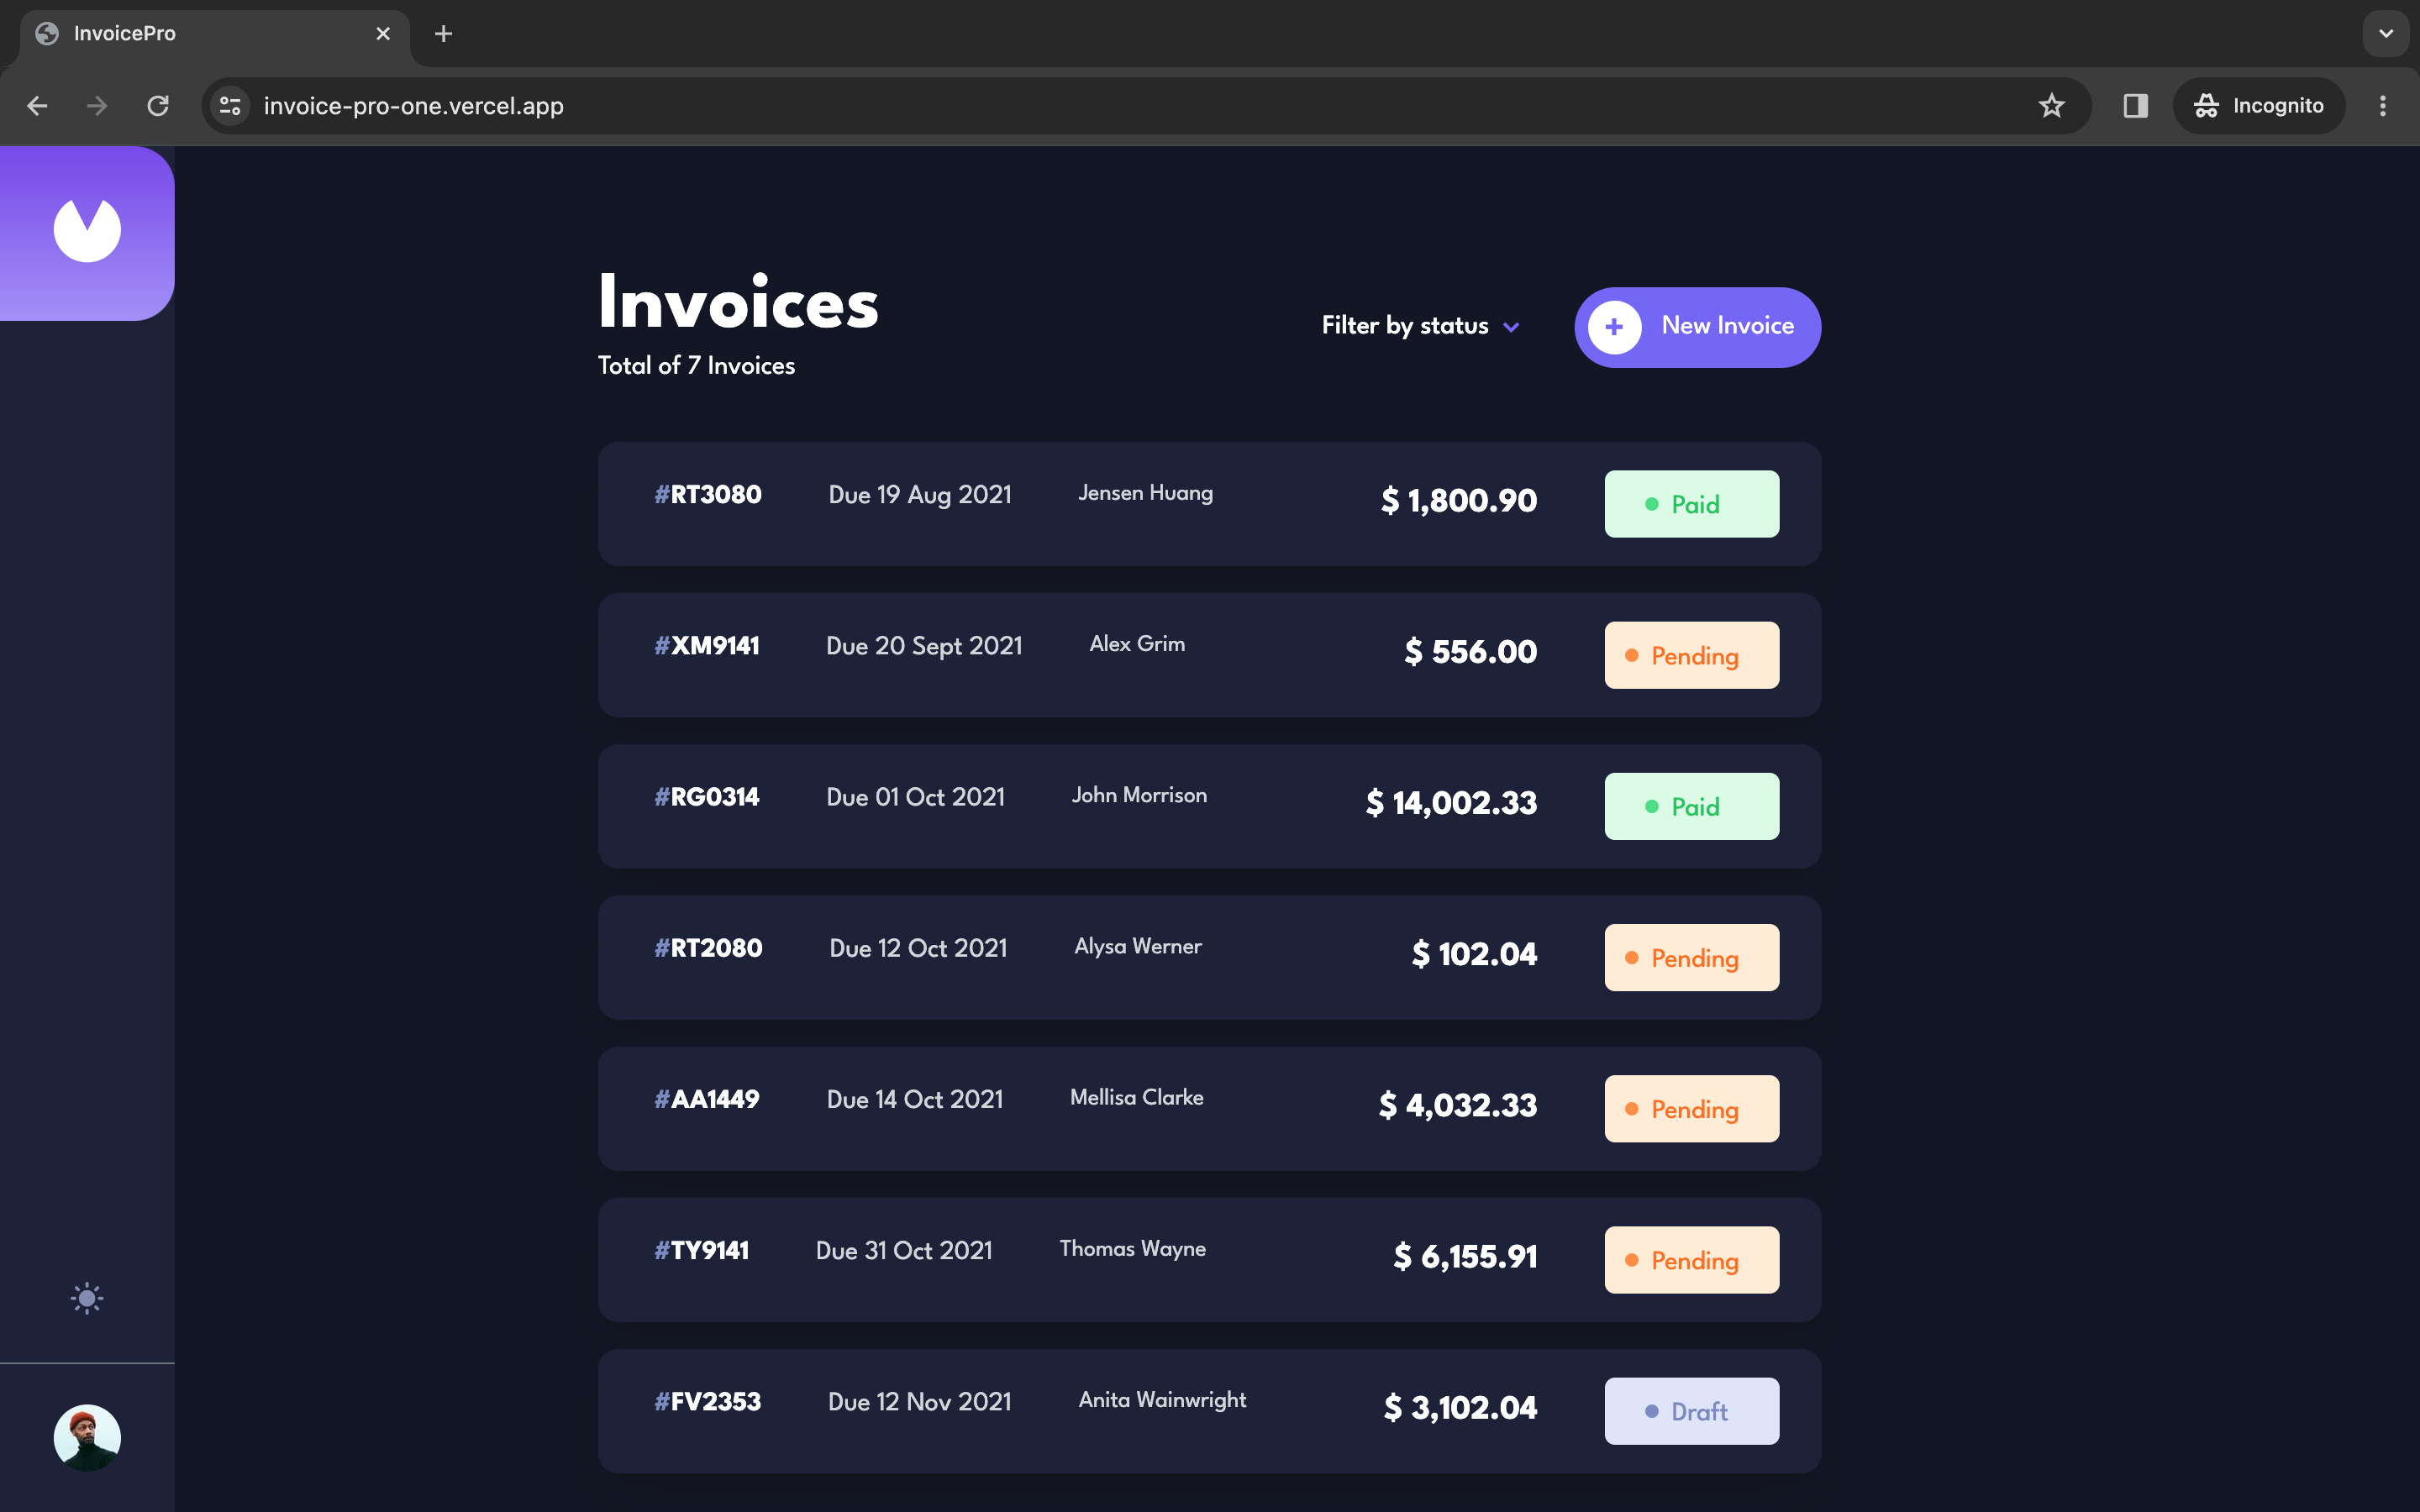 InvoicePro
invoice-pro-one.vercel.app
Incognito
Invoices
Total of 7 Invoices
Filter by status
New Invoice
#RT3080 Due 19 Aug 2021 Jensen Huang $ 1,800.90 Paid
#XM9141 Due 20 Sept 2021 Alex Grim $ 556.00 Pending
#RG0314 Due 01 Oct 2021 John Morrison $ 14,002.33 Paid
#RT2080 Due 12 Oct 2021 Alysa Werner $ 102.04 Pending
#AA1449 Due 14 Oct 2021 Mellisa Clarke $ 4,032.33 Pending
#TY9141 Due 31 Oct 2021 Thomas Wayne $ 6,155.91 Pending
#FV2353 Due 12 Nov 2021 Anita Wainwright $ 3,102.04 Draft